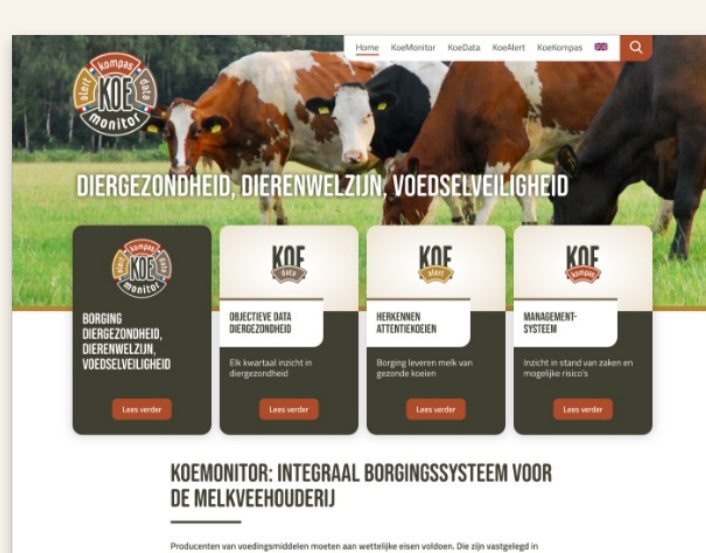 Home KoeMonitor KoeData KoeAlert KoeKompas
alert kompas data
KOE
monitor
DIERGEZONDHEID, DIERENWELZIJN, VOEDSELVEILIGHEID
alert kompas data
KOE
monitor
BORGING
DIERGEZONDHEID,
DIERENWELZIJN,
VOEDSELVEILIGHEID
Lees verder
KOE
data
OBJECTIEVE DATA
DIERGEZONDHEID
Elk kwartaal inzicht in
diergezondheid
Lees verder
KOE
alert
HERKENNEN
ATTENTIEKOEIEN
Borging leveren melk van
gezonde koeien
Lees verder
KOE
kompas
MANAGEMENT-
SYSTEEM
Inzicht in stand van zaken en
mogelijke risico's
Lees verder
KOEMONITOR: INTEGRAAL BORGINGSSYSTEEM VOOR
DE MELKVEEHOUDERIJ
Producenten van voedingsmiddelen moeten aan wettelijke eisen voldoen. Die zijn vastgelegd in